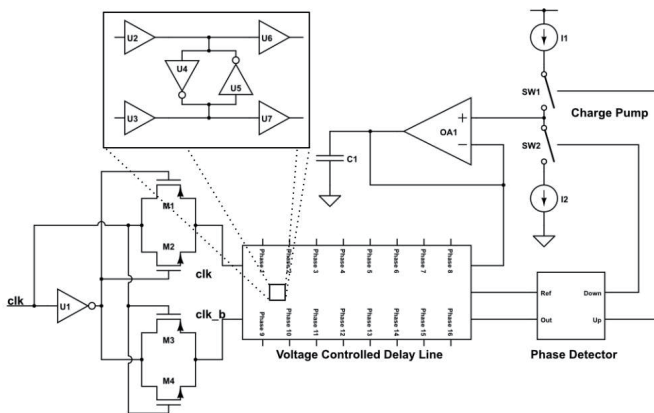 U2
U6
U4
U5
U3
U7
I1
SW1
Charge Pump
+
OA1
−
SW2
C1
I2
M1
M2
clk
clk
U1
clk_b
M3
M4
Phase 1
Phase 2
Phase 3
Phase 4
Phase 5
Phase 6
Phase 7
Phase 8
Phase 9
Phase 10
Phase 11
Phase 12
Phase 13
Phase 14
Phase 15
Phase 16
Voltage Controlled Delay Line
Ref
Down
Out
Up
Phase Detector